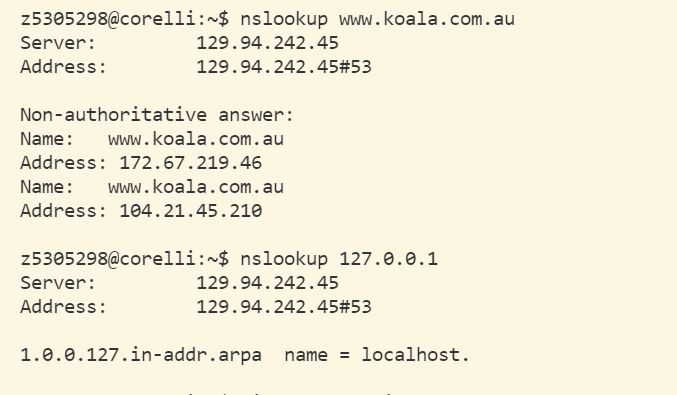 z5305298@corelli:~$ nslookup www.koala.com.au
Server:         129.94.242.45
Address:        129.94.242.45#53
Non-authoritative answer:
Name:   www.koala.com.au
Address: 172.67.219.46
Name:   www.koala.com.au
Address: 104.21.45.210
z5305298@corelli:~$ nslookup 127.0.0.1
Server:         129.94.242.45
Address:        129.94.242.45#53
1.0.0.127.in-addr.arpa  name = localhost.